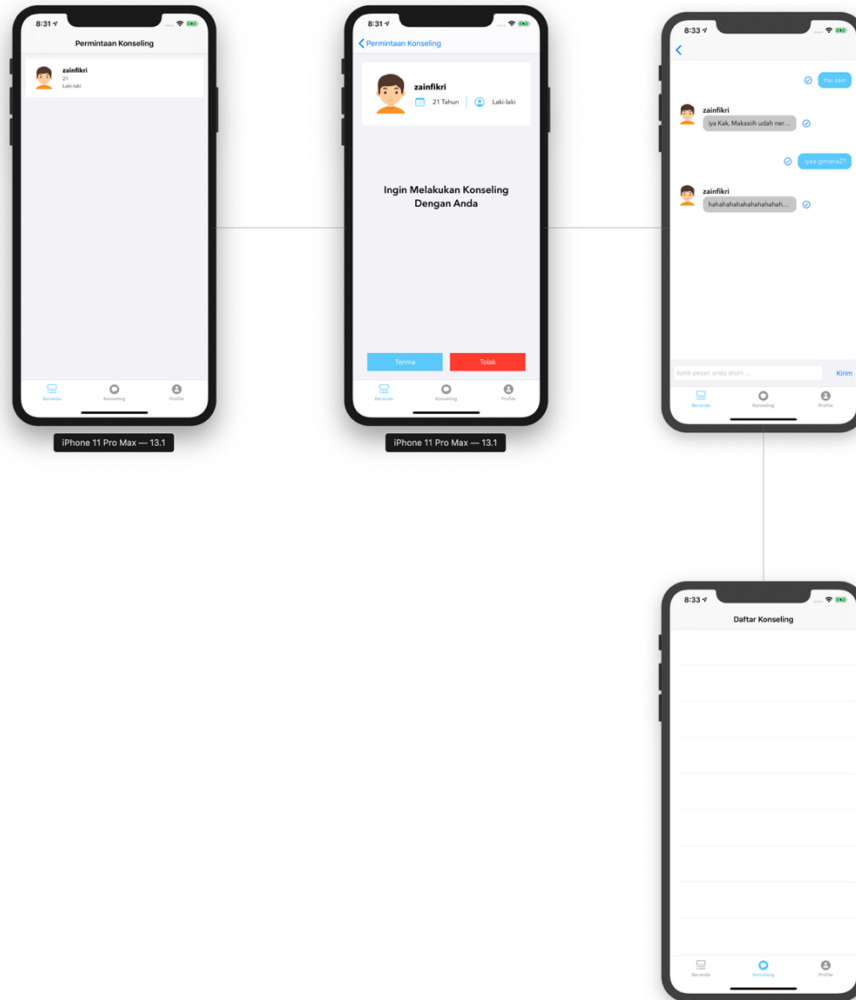 8:31
Permintaan Konseling
zainfikri
21
Laki-laki
Beranda
Konseling
Profile
iPhone 11 Pro Max — 13.1
8:31
Permintaan Konseling
zainfikri
21 Tahun
Laki-laki
Ingin Melakukan Konseling
Dengan Anda
Terima
Tolak
Beranda
Konseling
Profile
iPhone 11 Pro Max — 13.1
8:33
Hai zain
zainfikri
iya Kak, Makasiih udah ner...
iyaa gimana2?
zainfikri
hahahahahahahahahahah...
Ketik pesan anda disini ...
Kirim
Beranda
Konseling
Profile
8:33
Daftar Konseling
Beranda
Konseling
Profile